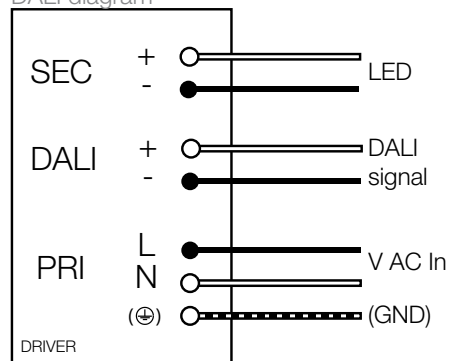 DALI diagram
SEC + - LED
DALI + - DALI signal
PRI L N V AC In
(⏚) (GND)
DRIVER